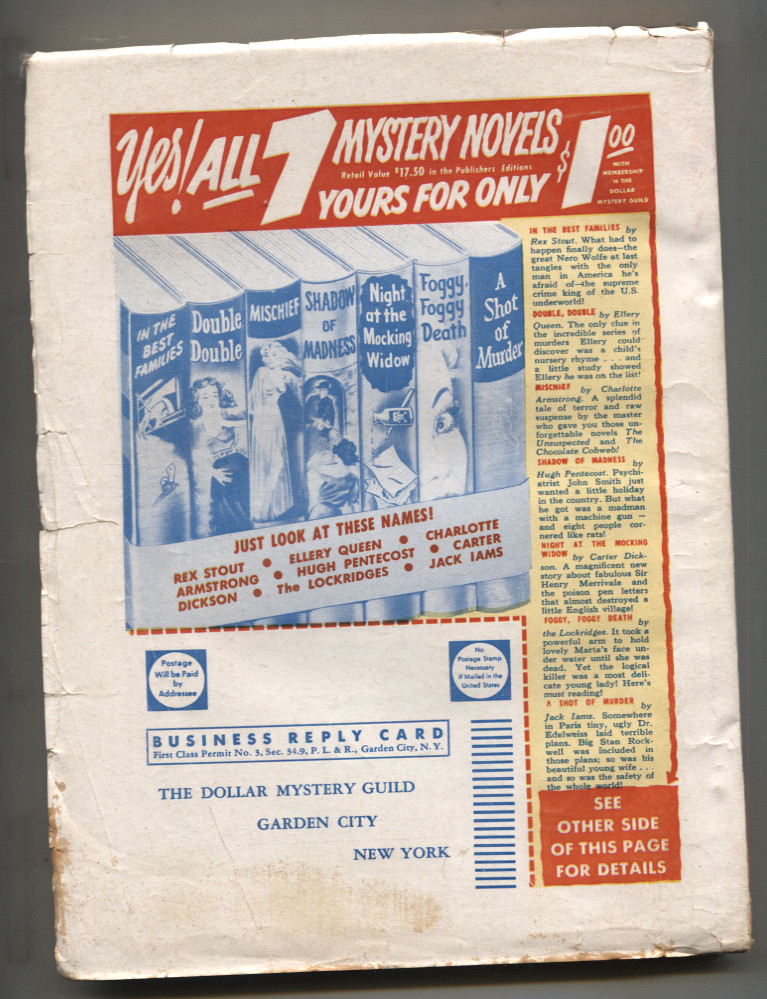 Yes! ALL 7 MYSTERY NOVELS
Retail Value $17.50 in the Publishers Editions
YOURS FOR ONLY $1.00
WITH
MEMBERSHIP
IN THE
DOLLAR
MYSTERY GUILD
IN THE
BEST
FAMILIES
Double,
Double
MISCHIEF
SHADOW
OF
MADNESS
Night
at the
Mocking
Widow
Foggy,
Foggy
Death
A
Shot
of
Murder
JUST LOOK AT THESE NAMES!
REX STOUT • ELLERY QUEEN • CHARLOTTE
ARMSTRONG • HUGH PENTECOST • CARTER
DICKSON • The LOCKRIDGES • JACK IAMS
IN THE BEST FAMILIES by
Rex Stout. What had to
happen finally does—the
great Nero Wolfe at last
tangles with the only
man in America he's
afraid of—the supreme
crime king of the U.S.
underworld!
DOUBLE, DOUBLE by Ellery
Queen. The only clue in
the incredible series of
murders Ellery could
discover was a child's
nursery rhyme . . . and
a little study showed
Ellery he was on the list!
MISCHIEF by Charlotte
Armstrong. A splendid
tale of terror and raw
suspense by the master
who gave you those un-
forgettable novels The
Unsuspected and The
Chocolate Cobweb!
SHADOW OF MADNESS by
Hugh Pentecost. Psychi-
atrist John Smith just
wanted a little holiday
in the country. But what
he got was a madman
with a machine gun —
and eight people cor-
nered like rats!
NIGHT AT THE MOCKING
WIDOW by Carter Dick-
son. A magnificent new
story about fabulous Sir
Henry Merrivale and
the poison pen letters
that almost destroyed a
little English village!
FOGGY, FOGGY DEATH by
the Lockridges. It took a
powerful arm to hold
lovely Marta's face un-
der water until she was
dead. Yet the logical
killer was a most deli-
cate young lady! Here's
must reading!
A SHOT OF MURDER by
Jack Iams. Somewhere
in Paris tiny, ugly Dr.
Edelweiss laid terrible
plans. Big Stan Rock-
well was included in
those plans; so was his
beautiful young wife . . .
and so was the safety of
the whole world!
SEE
OTHER SIDE
OF THIS PAGE
FOR DETAILS
Postage
Will be Paid
by
Addressee
No
Postage Stamp
Necessary
If Mailed in the
United States
BUSINESS REPLY CARD
First Class Permit No. 3, Sec. 34.9, P. L. & R., Garden City, N. Y.
THE DOLLAR MYSTERY GUILD
GARDEN CITY
NEW YORK